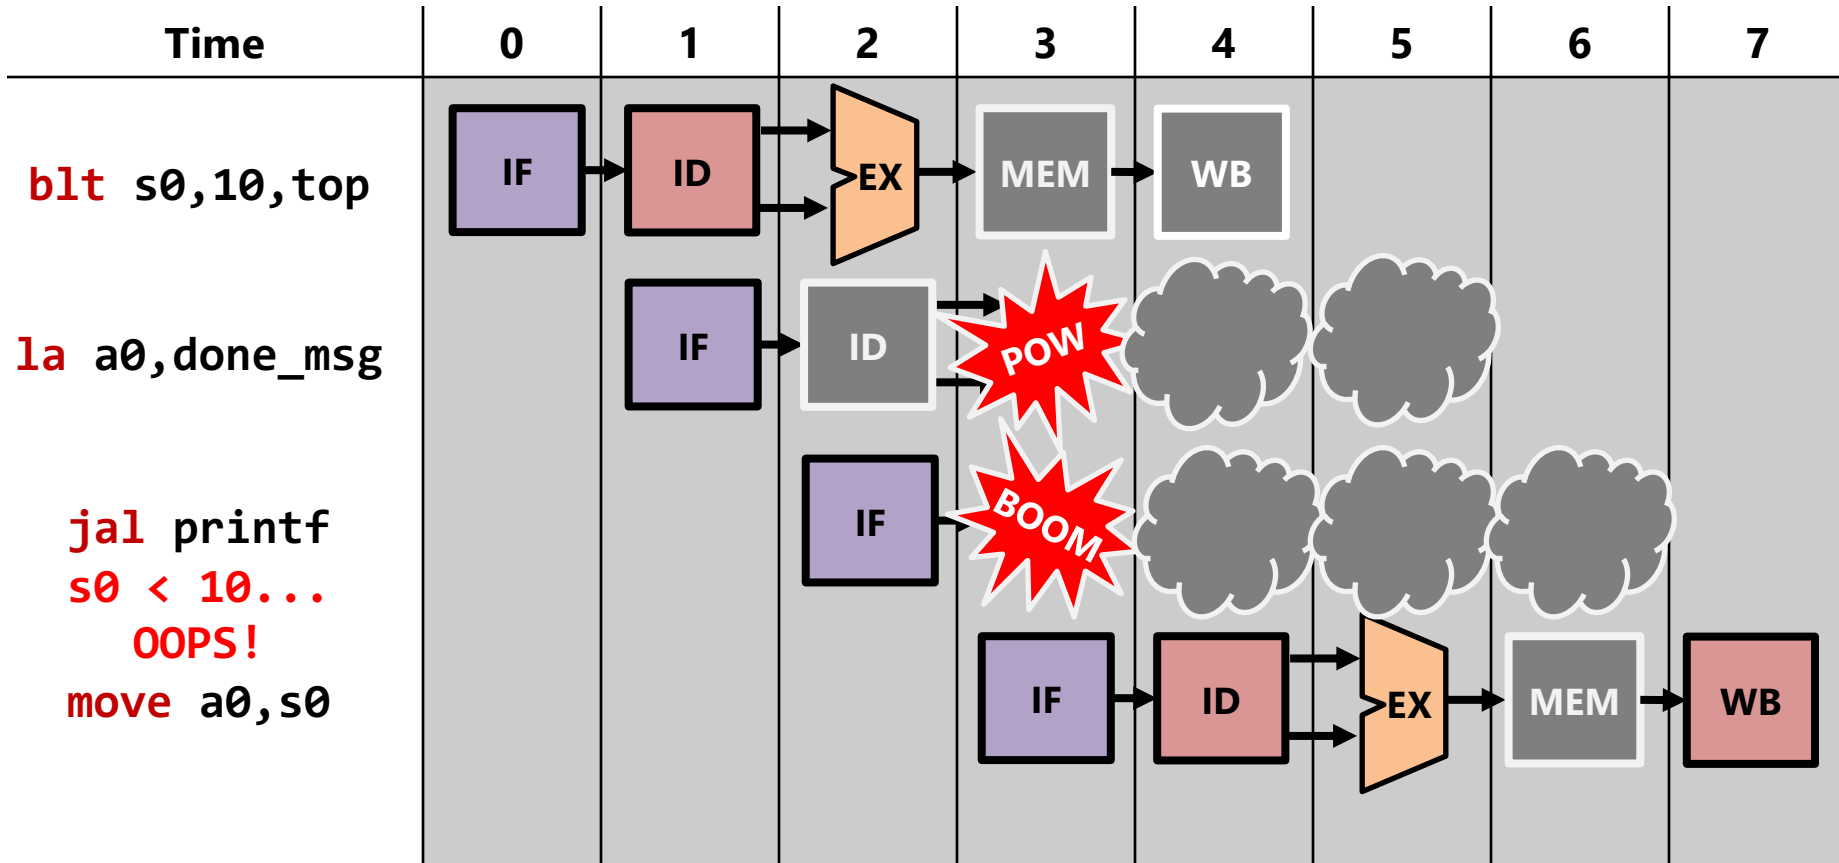 Time 0 1 2 3 4 5 6 7
blt s0,10,top IF ID EX MEM WB
la a0,done_msg IF ID POW
jal printf IF BOOM
s0 < 10...
OOPS!
move a0,s0 IF ID EX MEM WB